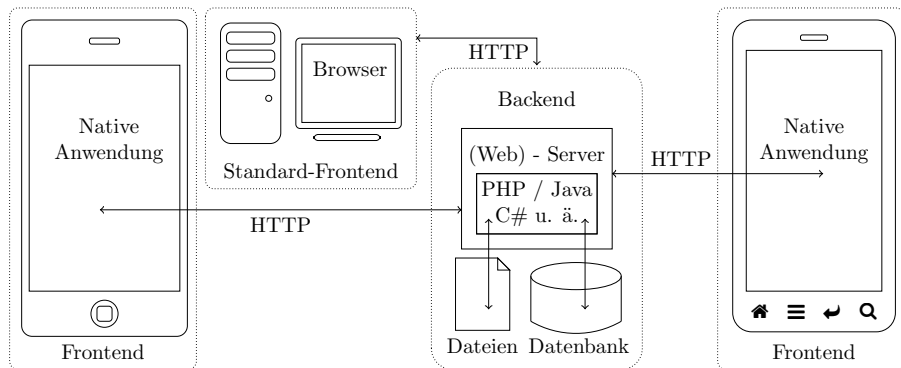 Native
Anwendung
HTTP
Frontend
Browser
Standard-Frontend
HTTP
Backend
(Web) - Server
PHP / Java
C# u. ä.
Dateien
Datenbank
HTTP
Native
Anwendung
Frontend